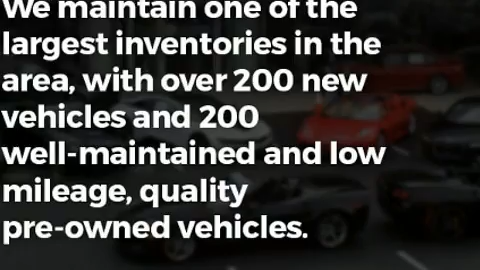 We maintain one of the
largest inventories in the
area, with over 200 new
vehicles and 200
well-maintained and low
mileage, quality
pre-owned vehicles.